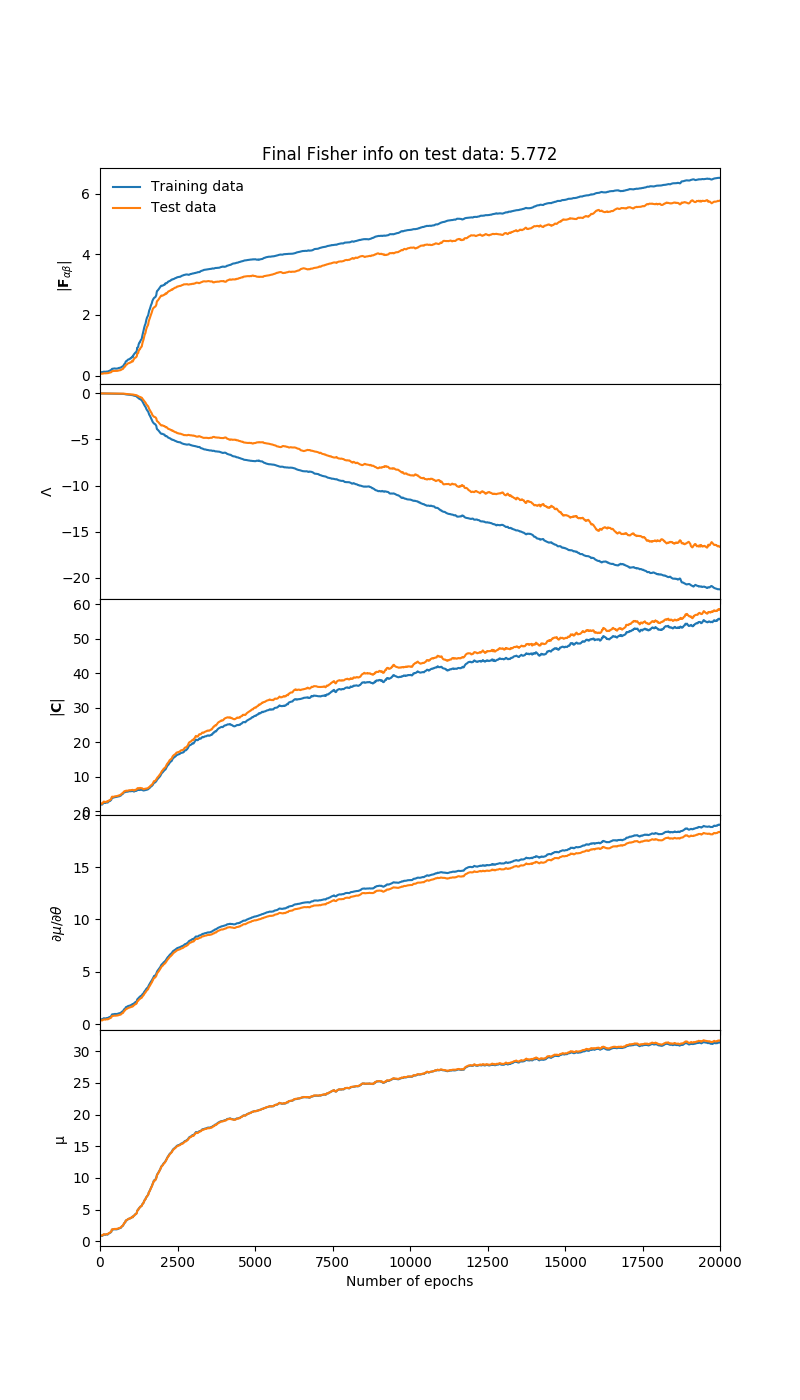 Final Fisher info on test data: 5.772
Training data
Test data
|F_{αβ}|
6
4
2
0
Λ
0
−5
−10
−15
−20
|C|
60
50
40
30
20
10
0
∂μ/∂θ
20
15
10
5
0
μ
30
25
20
15
10
5
0
0 2500 5000 7500 10000 12500 15000 17500 20000
Number of epochs